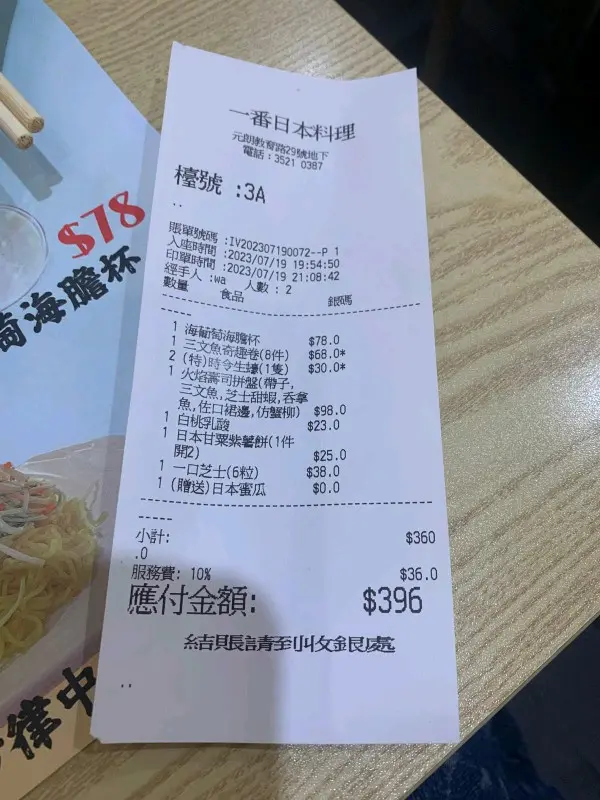 一番日本料理
元朗教育路29號地下
電話：3521 0387
檯號 :3A
..
賬單號碼 :IV202307190072--P 1
入座時間 :2023/07/19 19:54:50
印單時間 :2023/07/19 21:08:42
經手人 :wa 人數 : 2
數量 食品 銀碼
1 海葡萄海膽杯 $78.0
1 三文魚奇趣卷(8件) $68.0*
2 (特)時令生蠔(1隻) $30.0*
1 火焰壽司拼盤(帶子,
三文魚,芝士甜蝦,吞拿
魚,左口裙邊,仿蟹柳) $98.0
1 白桃乳酸 $23.0
1 日本甘粟紫薯餅(1件
開2) $25.0
1 一口芝士(6粒) $38.0
1 (贈送)日本蜜瓜 $0.0
小計: $360
.0
服務費: 10% $36.0
應付金額: $396
結賬請到收銀處
..
$78
萄海膽杯
律中